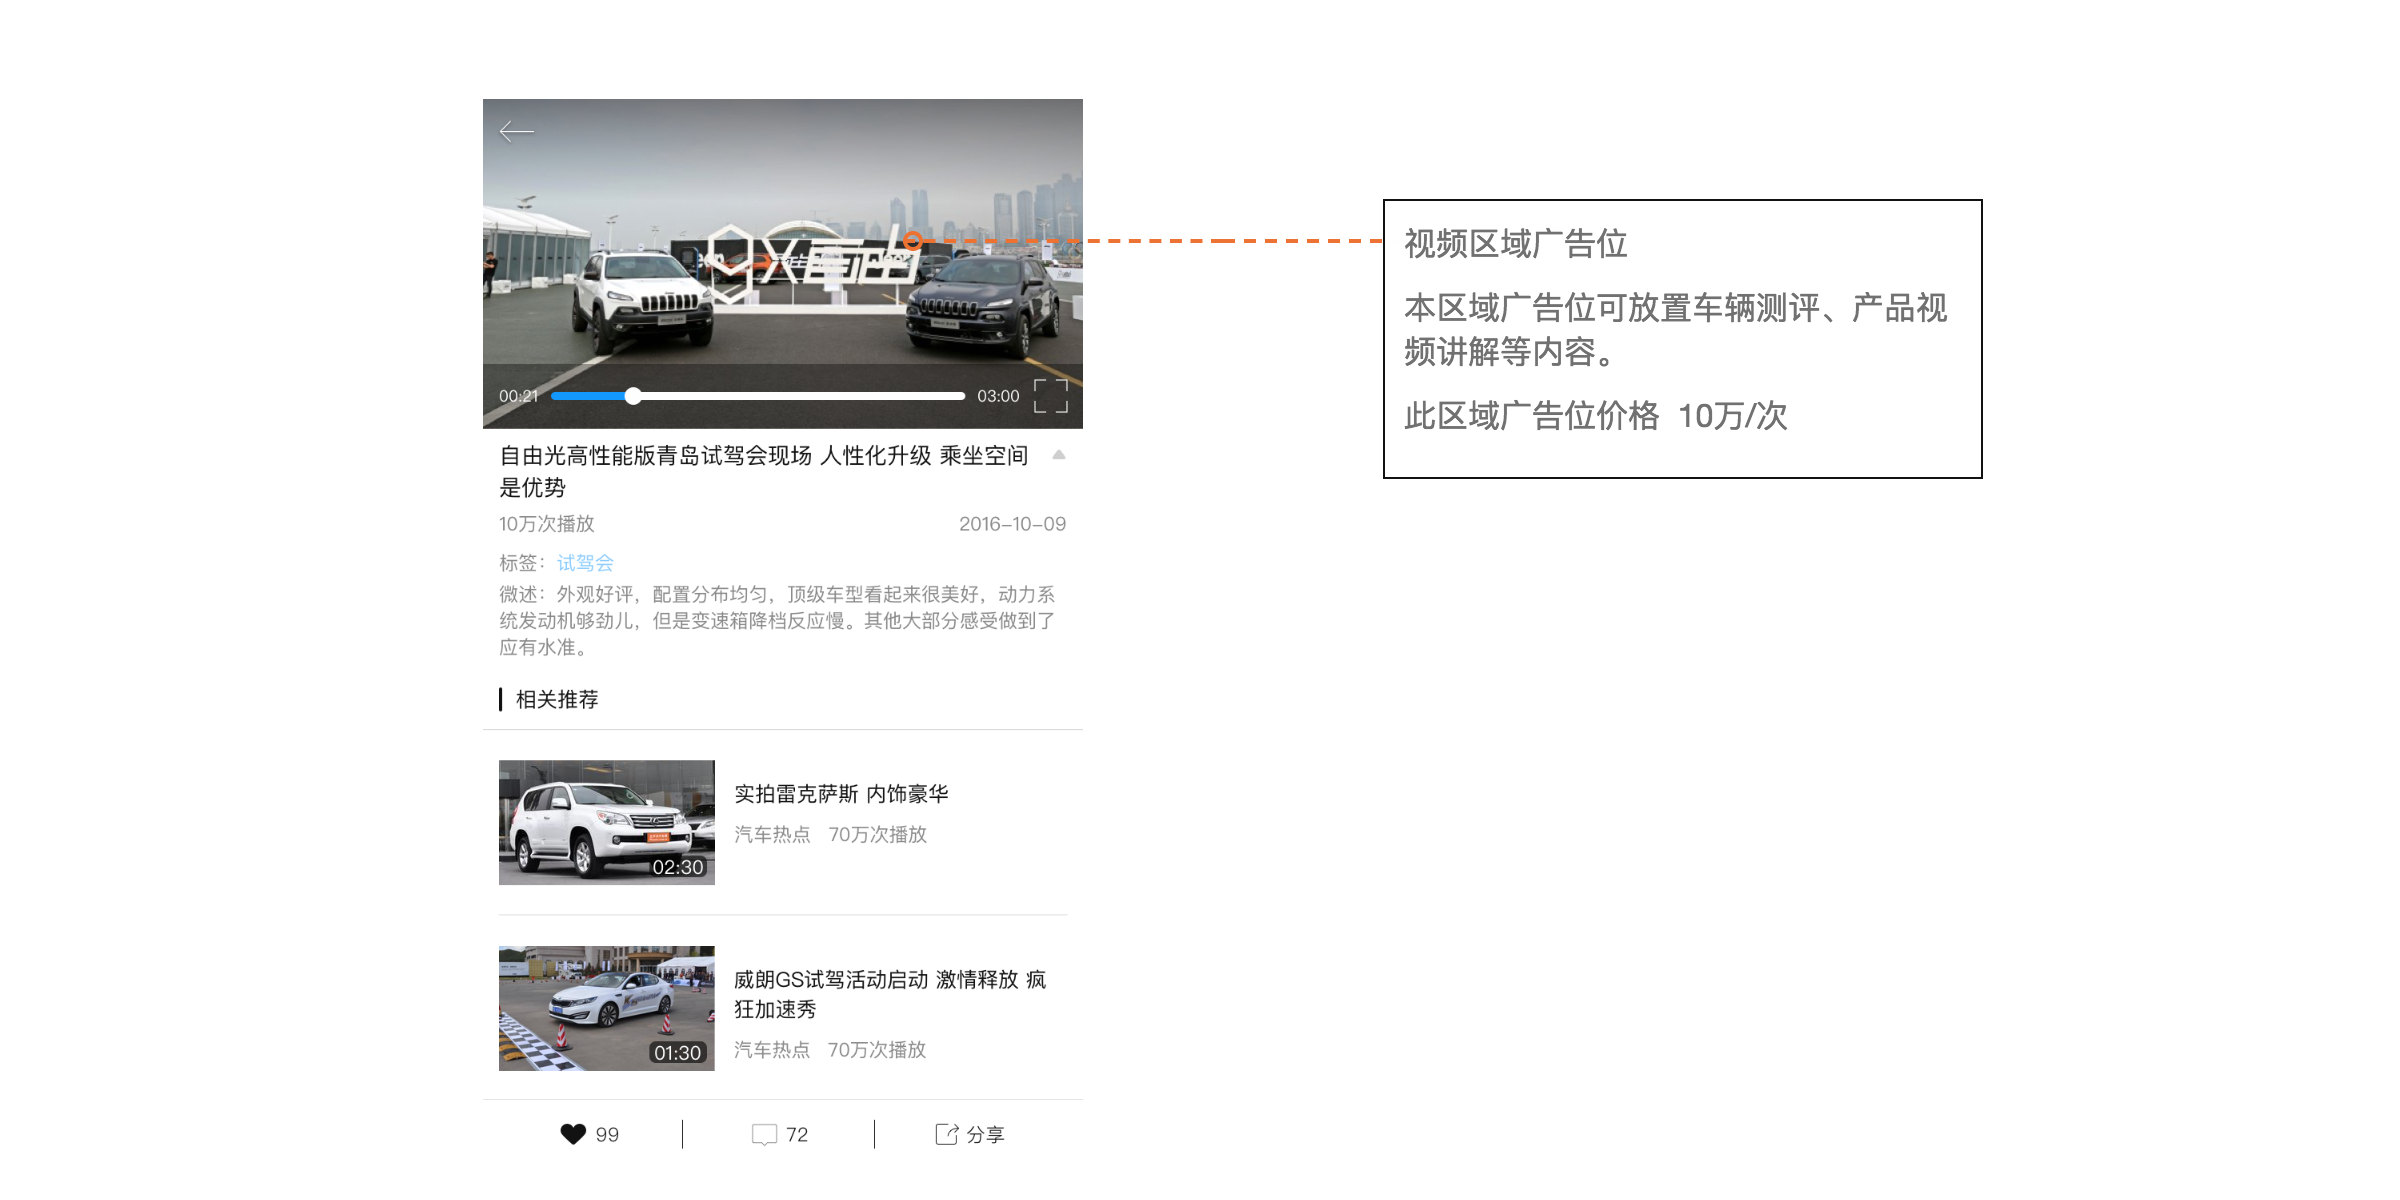 X自由
00:21
03:00
自由光高性能版青岛试驾会现场 人性化升级 乘坐空间
是优势
10万次播放
2016-10-09
标签：试驾会
微述：外观好评，配置分布均匀，顶级车型看起来很美好，动力系
统发动机够劲儿，但是变速箱降档反应慢。其他大部分感受做到了
应有水准。
相关推荐
02:30
实拍雷克萨斯 内饰豪华
汽车热点 70万次播放
01:30
威朗GS试驾活动启动 激情释放 疯
狂加速秀
汽车热点 70万次播放
99
72
分享
视频区域广告位
本区域广告位可放置车辆测评、产品视
频讲解等内容。
此区域广告位价格 10万/次